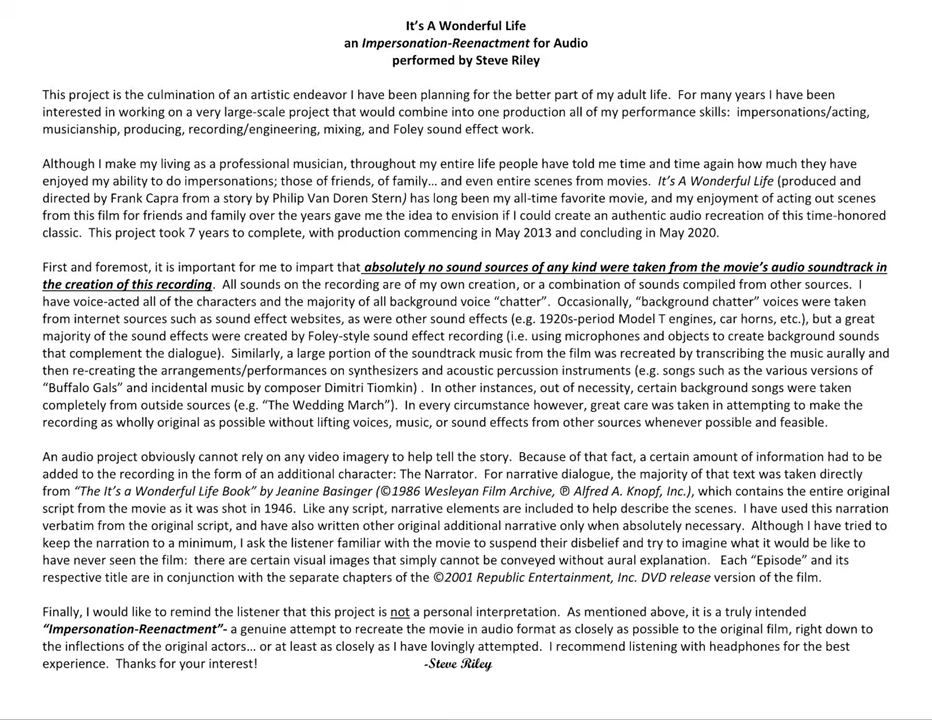 It's A Wonderful Life
an Impersonation-Reenactment for Audio
performed by Steve Riley
This project is the culmination of an artistic endeavor I have been planning for the better part of my adult life.  For many years I have been
interested in working on a very large-scale project that would combine into one production all of my performance skills:  impersonations/acting,
musicianship, producing, recording/engineering, mixing, and Foley sound effect work.
Although I make my living as a professional musician, throughout my entire life people have told me time and time again how much they have
enjoyed my ability to do impersonations; those of friends, of family… and even entire scenes from movies.  It's A Wonderful Life (produced and
directed by Frank Capra from a story by Philip Van Doren Stern) has long been my all-time favorite movie, and my enjoyment of acting out scenes
from this film for friends and family over the years gave me the idea to envision if I could create an authentic audio recreation of this time-honored
classic.  This project took 7 years to complete, with production commencing in May 2013 and concluding in May 2020.
First and foremost, it is important for me to impart that absolutely no sound sources of any kind were taken from the movie's audio soundtrack in
the creation of this recording.  All sounds on the recording are of my own creation, or a combination of sounds compiled from other sources.  I
have voice-acted all of the characters and the majority of all background voice "chatter".  Occasionally, "background chatter" voices were taken
from internet sources such as sound effect websites, as were other sound effects (e.g. 1920s-period Model T engines, car horns, etc.), but a great
majority of the sound effects were created by Foley-style sound effect recording (i.e. using microphones and objects to create background sounds
that complement the dialogue).  Similarly, a large portion of the soundtrack music from the film was recreated by transcribing the music aurally and
then re-creating the arrangements/performances on synthesizers and acoustic percussion instruments (e.g. songs such as the various versions of
"Buffalo Gals" and incidental music by composer Dimitri Tiomkin) .  In other instances, out of necessity, certain background songs were taken
completely from outside sources (e.g. "The Wedding March").  In every circumstance however, great care was taken in attempting to make the
recording as wholly original as possible without lifting voices, music, or sound effects from other sources whenever possible and feasible.
An audio project obviously cannot rely on any video imagery to help tell the story.  Because of that fact, a certain amount of information had to be
added to the recording in the form of an additional character: The Narrator.  For narrative dialogue, the majority of that text was taken directly
from "The It's a Wonderful Life Book" by Jeanine Basinger (©1986 Wesleyan Film Archive, ℗ Alfred A. Knopf, Inc.), which contains the entire original
script from the movie as it was shot in 1946.  Like any script, narrative elements are included to help describe the scenes.  I have used this narration
verbatim from the original script, and have also written other original additional narrative only when absolutely necessary.  Although I have tried to
keep the narration to a minimum, I ask the listener familiar with the movie to suspend their disbelief and try to imagine what it would be like to
have never seen the film:  there are certain visual images that simply cannot be conveyed without aural explanation.   Each "Episode" and its
respective title are in conjunction with the separate chapters of the ©2001 Republic Entertainment, Inc. DVD release version of the film.
Finally, I would like to remind the listener that this project is not a personal interpretation.  As mentioned above, it is a truly intended
"Impersonation-Reenactment"- a genuine attempt to recreate the movie in audio format as closely as possible to the original film, right down to
the inflections of the original actors… or at least as closely as I have lovingly attempted.  I recommend listening with headphones for the best
experience.  Thanks for your interest! -Steve Riley